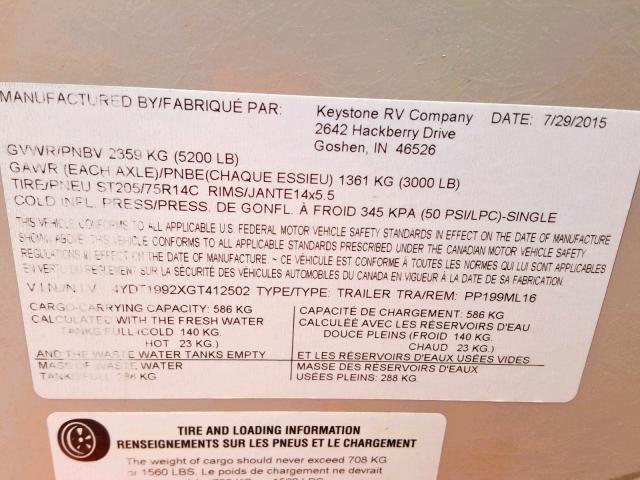 MANUFACTURED BY/FABRIQUÉ PAR: Keystone RV Company DATE: 7/29/2015
2642 Hackberry Drive
Goshen, IN 46526
GVWR/PNBV 2359 KG (5200 LB)
GAWR (EACH AXLE)/PNBE(CHAQUE ESSIEU) 1361 KG (3000 LB)
TIRE/PNEU ST205/75R14C RIMS/JANTE14x5.5
COLD INFL. PRESS/PRESS. DE GONFL. À FROID 345 KPA (50 PSI/LPC)-SINGLE
THIS VEHICLE CONFORMS TO ALL APPLICABLE U.S. FEDERAL MOTOR VEHICLE SAFETY STANDARDS IN EFFECT ON THE DATE OF MANUFACTURE
SHOWN ABOVE. THIS VEHICLE CONFORMS TO ALL APPLICABLE STANDARDS PRESCRIBED UNDER THE CANADIAN MOTOR VEHICLE SAFETY
REGULATIONS IN EFFECT ON THE DATE OF MANUFACTURE ~ CE VÉHICULE EST CONFORME À TOUTES LES NORMES QUI LUI SONT APPLICABLES
EN VERTU DU RÈGLEMENT SUR LA SÉCURITÉ DES VÉHICULES AUTOMOBILES DU CANADA EN VIGUEUR À LA DATE DE SA FABRICATION.
V.I.N./N.I.V. 4YDT1992XGT412502 TYPE/TYPE: TRAILER TRA/REM: PP199ML16
CARGO-CARRYING CAPACITY: 586 KG
CALCULATED WITH THE FRESH WATER
TANKS FULL (COLD: 140 KG.
HOT : 23 KG.)
AND THE WASTE WATER TANKS EMPTY
MASS OF WASTE WATER
TANKS FULL: 288 KG
CAPACITE DE CHARGEMENT: 586 KG
CALCULÉE AVEC LES RÉSERVOIRS D'EAU
DOUCE PLEINS (FROID: 140 KG.
CHAUD : 23 KG.)
ET LES RÉSERVOIRS D'EAUX USÉES VIDES
MASSE DES RÉSERVOIRS D'EAUX
USÉES PLEINS: 288 KG
TIRE AND LOADING INFORMATION
RENSEIGNEMENTS SUR LES PNEUS ET LE CHARGEMENT
The weight of cargo should never exceed 708 KG
or 1560 LBS. Le poids de chargement ne devrait